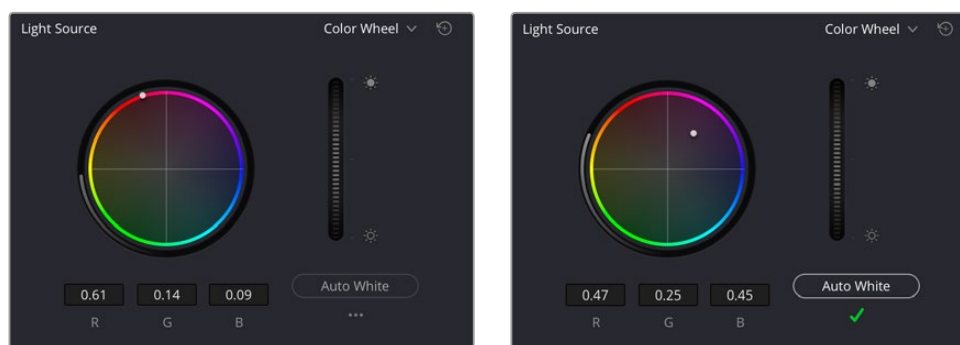 Light Source Color Wheel
Auto White
0.61 0.14 0.09
R G B
Light Source Color Wheel
Auto White
0.47 0.25 0.45
R G B